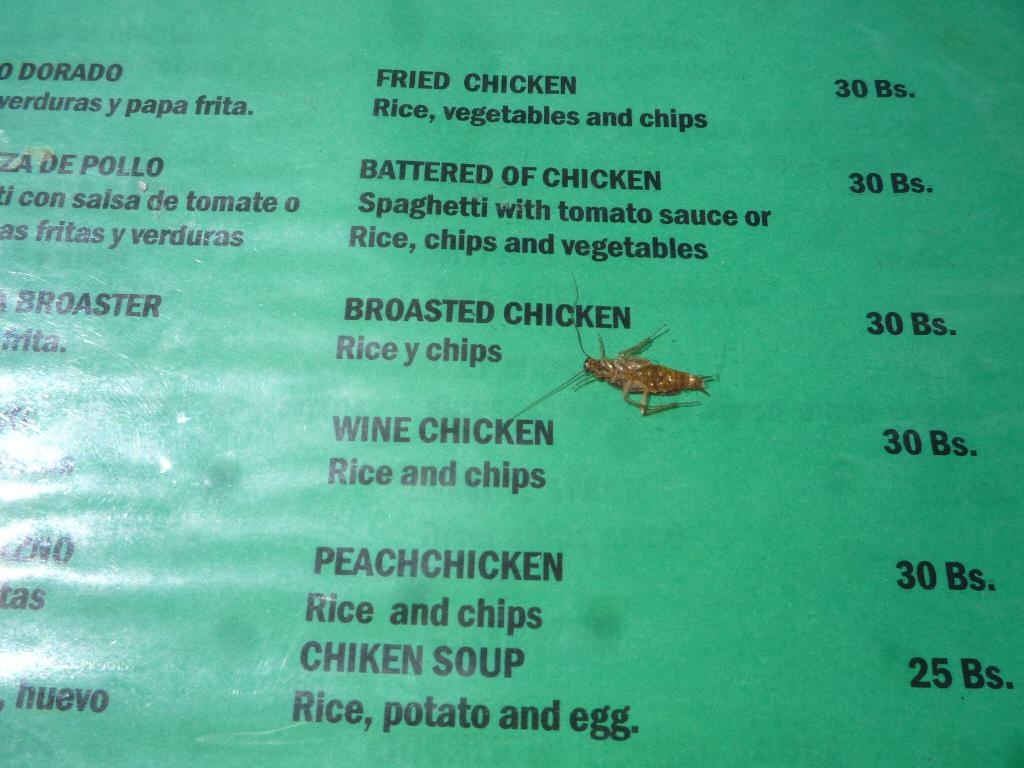 O DORADO FRIED CHICKEN 30 Bs.
verduras y papa frita. Rice, vegetables and chips
ZA DE POLLO BATTERED OF CHICKEN 30 Bs.
ti con salsa de tomate o Spaghetti with tomato sauce or
as fritas y verduras Rice, chips and vegetables
BROASTER BROASTED CHICKEN 30 Bs.
frita. Rice y chips
WINE CHICKEN 30 Bs.
Rice and chips
PEACHCHICKEN 30 Bs.
tas Rice and chips
CHIKEN SOUP 25 Bs.
, huevo Rice, potato and egg.